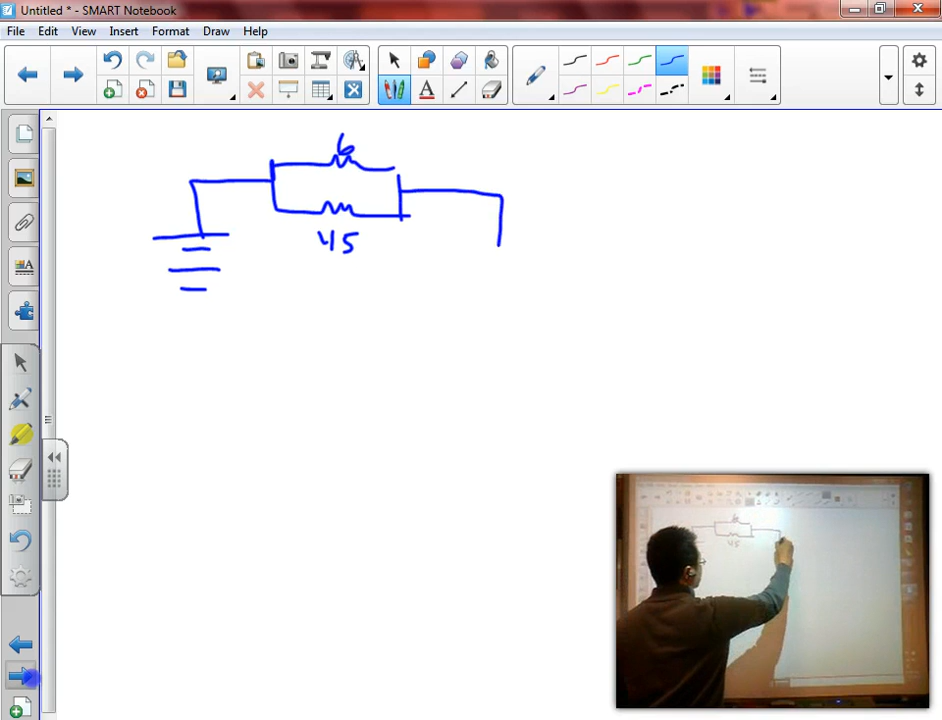 Untitled * - SMART Notebook
File Edit View Insert Format Draw Help
6
45